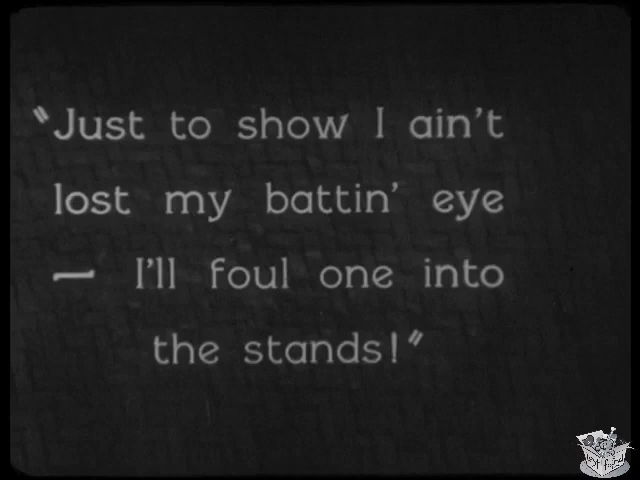 "Just to show I ain't
lost my battin' eye
— I'll foul one into
the stands!"